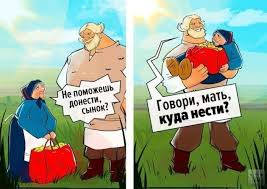 Не поможешь
донести,
сынок?
Говори, мать,
куда нести?